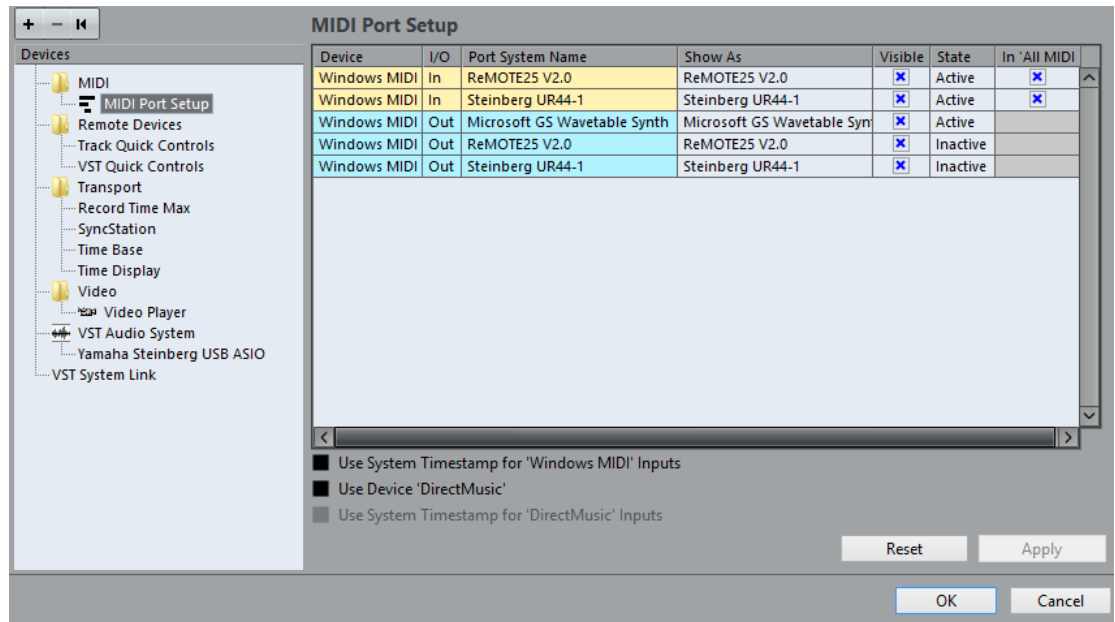 MIDI Port Setup
Devices
MIDI
MIDI Port Setup
Remote Devices
Track Quick Controls
VST Quick Controls
Transport
Record Time Max
SyncStation
Time Base
Time Display
Video
Video Player
VST Audio System
Yamaha Steinberg USB ASIO
VST System Link
Device I/O Port System Name Show As Visible State In 'All MIDI
Windows MIDI In ReMOTE25 V2.0 ReMOTE25 V2.0 Active
Windows MIDI In Steinberg UR44-1 Steinberg UR44-1 Active
Windows MIDI Out Microsoft GS Wavetable Synth Microsoft GS Wavetable Syn Active
Windows MIDI Out ReMOTE25 V2.0 ReMOTE25 V2.0 Inactive
Windows MIDI Out Steinberg UR44-1 Steinberg UR44-1 Inactive
Use System Timestamp for 'Windows MIDI' Inputs
Use Device 'DirectMusic'
Use System Timestamp for 'DirectMusic' Inputs
Reset Apply
OK Cancel